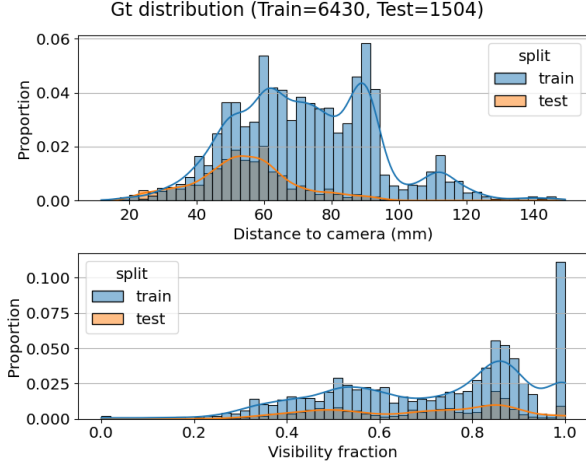 Gt distribution (Train=6430, Test=1504)
0.06
0.04
0.02
0.00
Proportion
split
train
test
20 40 60 80 100 120 140
Distance to camera (mm)
0.100
0.075
0.050
0.025
0.000
Proportion
split
train
test
0.0 0.2 0.4 0.6 0.8 1.0
Visibility fraction